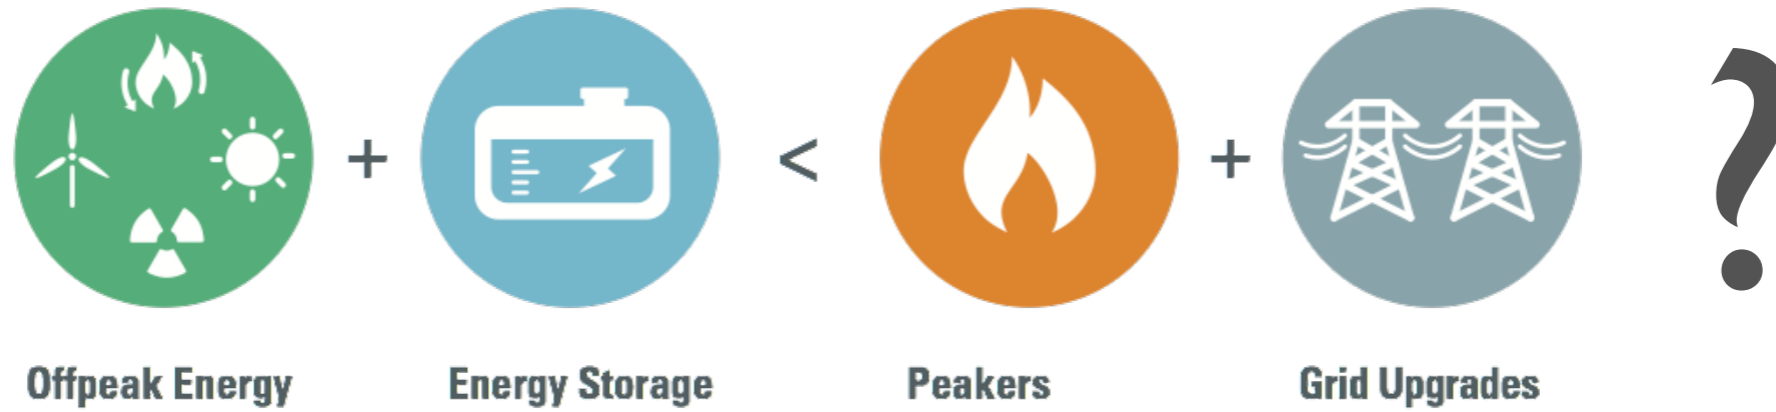 + < + ?
Offpeak Energy Energy Storage Peakers Grid Upgrades